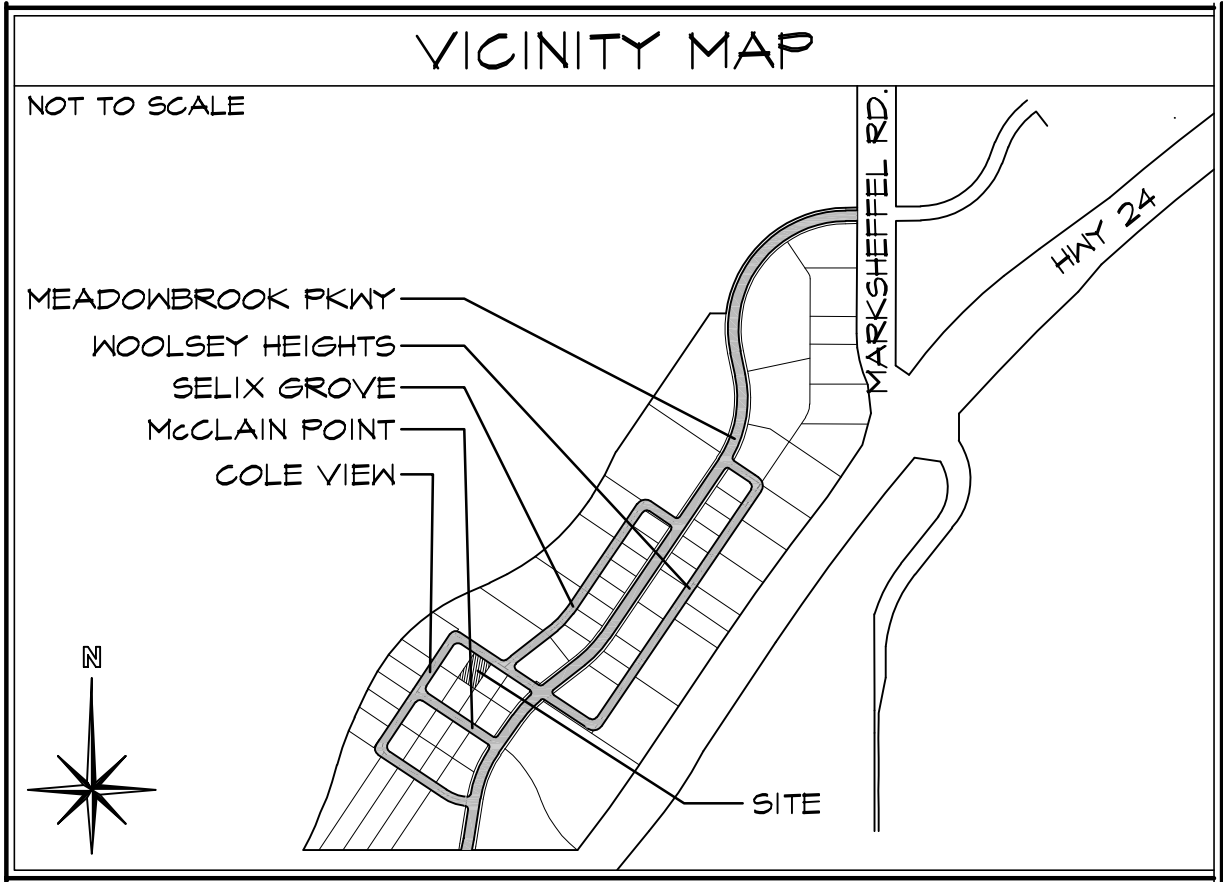 VICINITY MAP
NOT TO SCALE
MARKSHEFFEL RD.
HWY 24
MEADOWBROOK PKWY
WOOLSEY HEIGHTS
SELIX GROVE
McCLAIN POINT
COLE VIEW
N
SITE